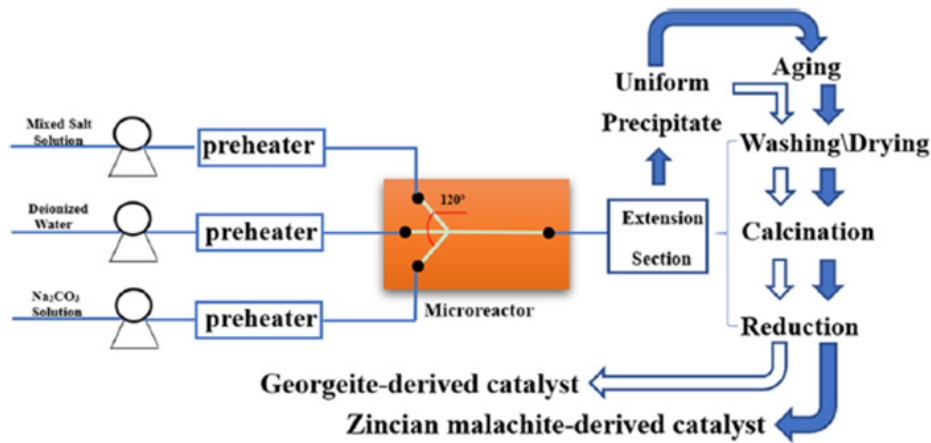 Mixed Salt
Solution
preheater
Deionized
Water
preheater
Na₂CO₃
Solution
preheater
120°
Microreactor
Extension
Section
Uniform
Precipitate
Aging
Washing\Drying
Calcination
Reduction
Georgeite-derived catalyst
Zincian malachite-derived catalyst